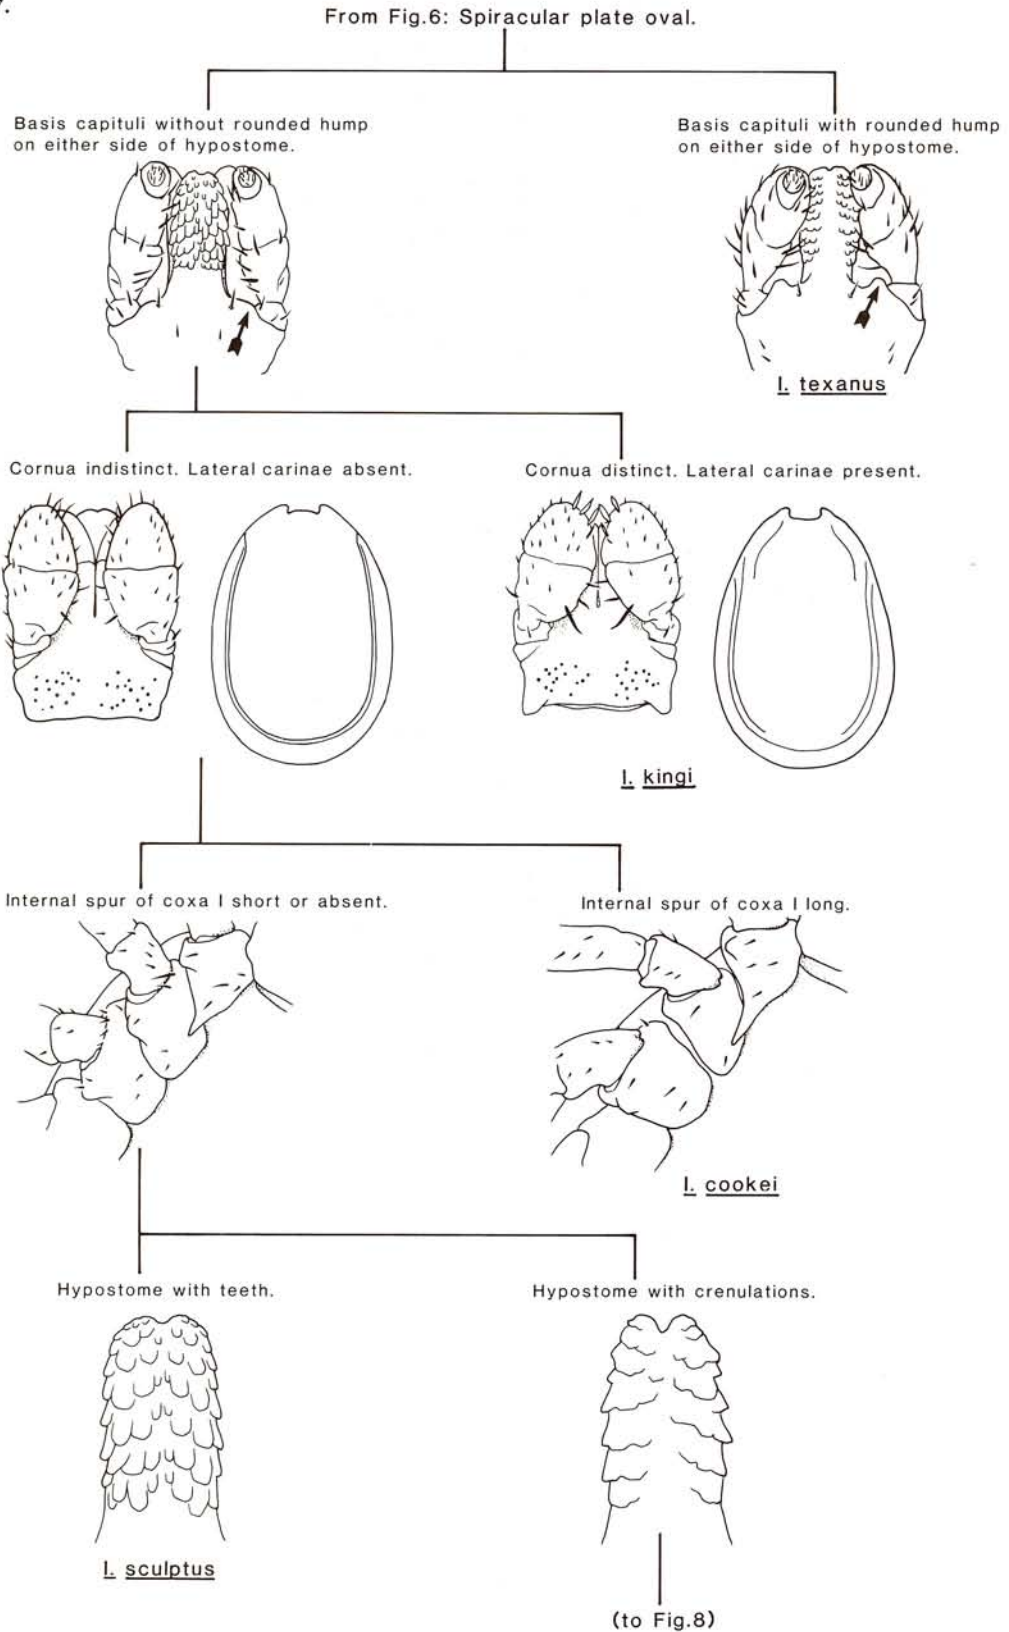 From Fig.6: Spiracular plate oval.
Basis capituli without rounded hump
on either side of hypostome.
Basis capituli with rounded hump
on either side of hypostome.
I. texanus
Cornua indistinct. Lateral carinae absent.
Cornua distinct. Lateral carinae present.
I. kingi
Internal spur of coxa I short or absent.
Internal spur of coxa I long.
I. cookei
Hypostome with teeth.
Hypostome with crenulations.
I. sculptus
(to Fig.8)